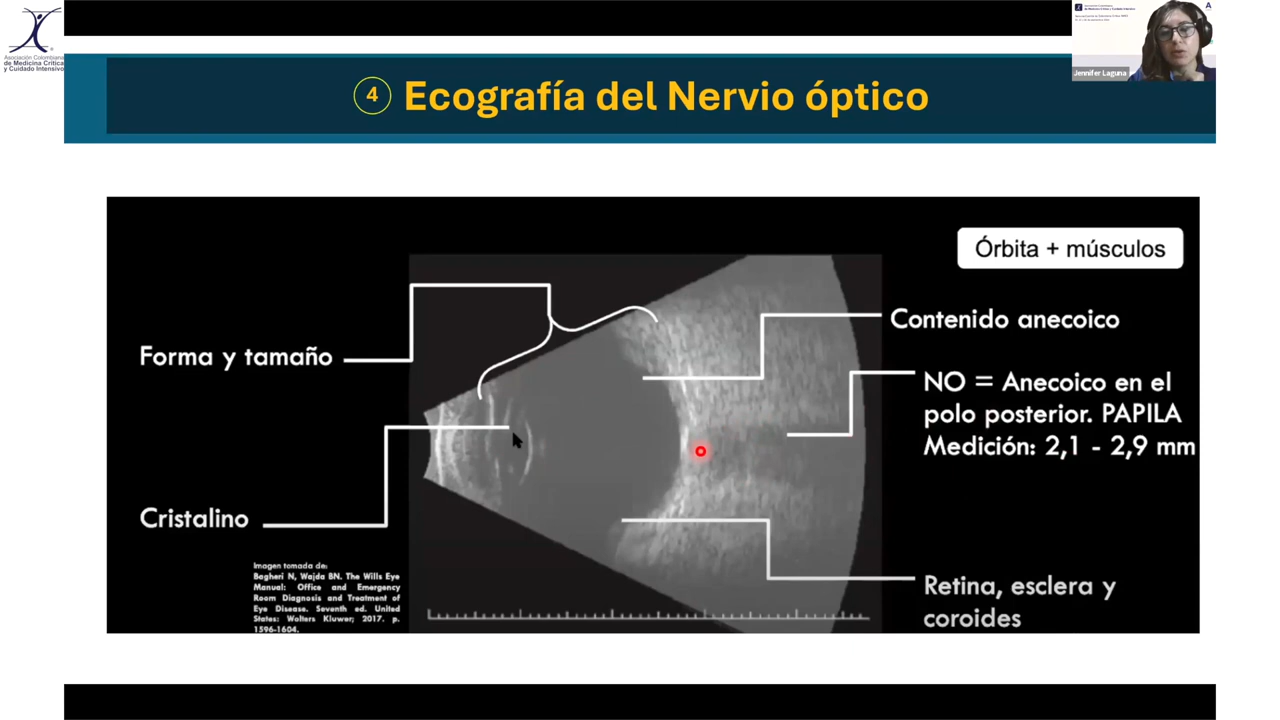 Asociación Colombiana
de Medicina Crítica
y Cuidado Intensivo
Jennifer Laguna
4 Ecografía del Nervio óptico
Órbita + músculos
Forma y tamaño
Contenido anecoico
NO = Anecoico en el
polo posterior. PAPILA
Medición: 2,1 - 2,9 mm
Cristalino
Retina, esclera y
coroides
Imagen tomada de:
Bagheri N, Wajda BN. The Wills Eye
Manual: Office and Emergency
Room Diagnosis and Treatment of
Eye Disease. Seventh ed. United
States: Wolters Kluwer; 2017. p.
1596-1604.